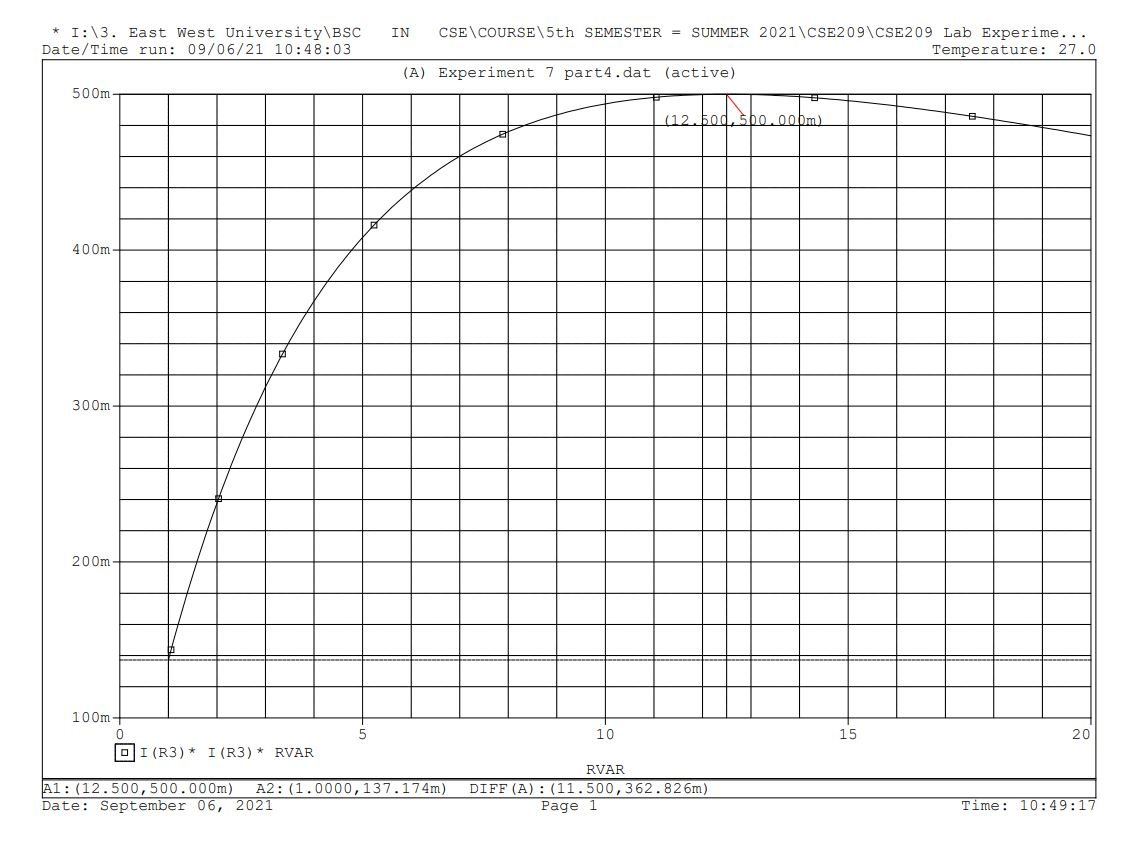 * I:\3. East West University\BSC IN CSE\COURSE\5th SEMESTER = SUMMER 2021\CSE209\CSE209 Lab Experime...
Date/Time run: 09/06/21 10:48:03 Temperature: 27.0
(A) Experiment 7 part4.dat (active)
500m
(12.500,500.000m)
400m
300m
200m
100m
0 5 10 15 20
I(R3)* I(R3)* RVAR
RVAR
A1:(12.500,500.000m) A2:(1.0000,137.174m) DIFF(A):(11.500,362.826m)
Date: September 06, 2021 Page 1 Time: 10:49:17